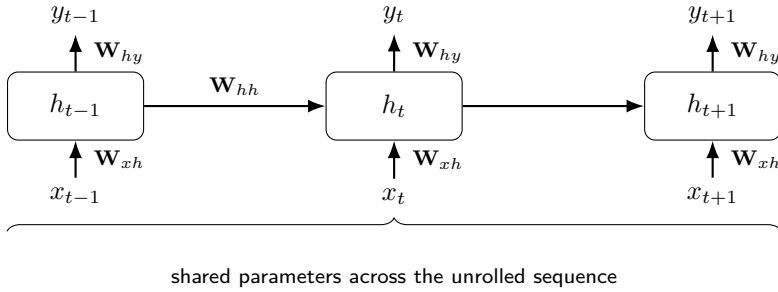 y_{t−1} y_t y_{t+1}
W_{hy} W_{hy} W_{hy}
W_{hh}
h_{t−1} h_t h_{t+1}
W_{xh} W_{xh} W_{xh}
x_{t−1} x_t x_{t+1}
shared parameters across the unrolled sequence